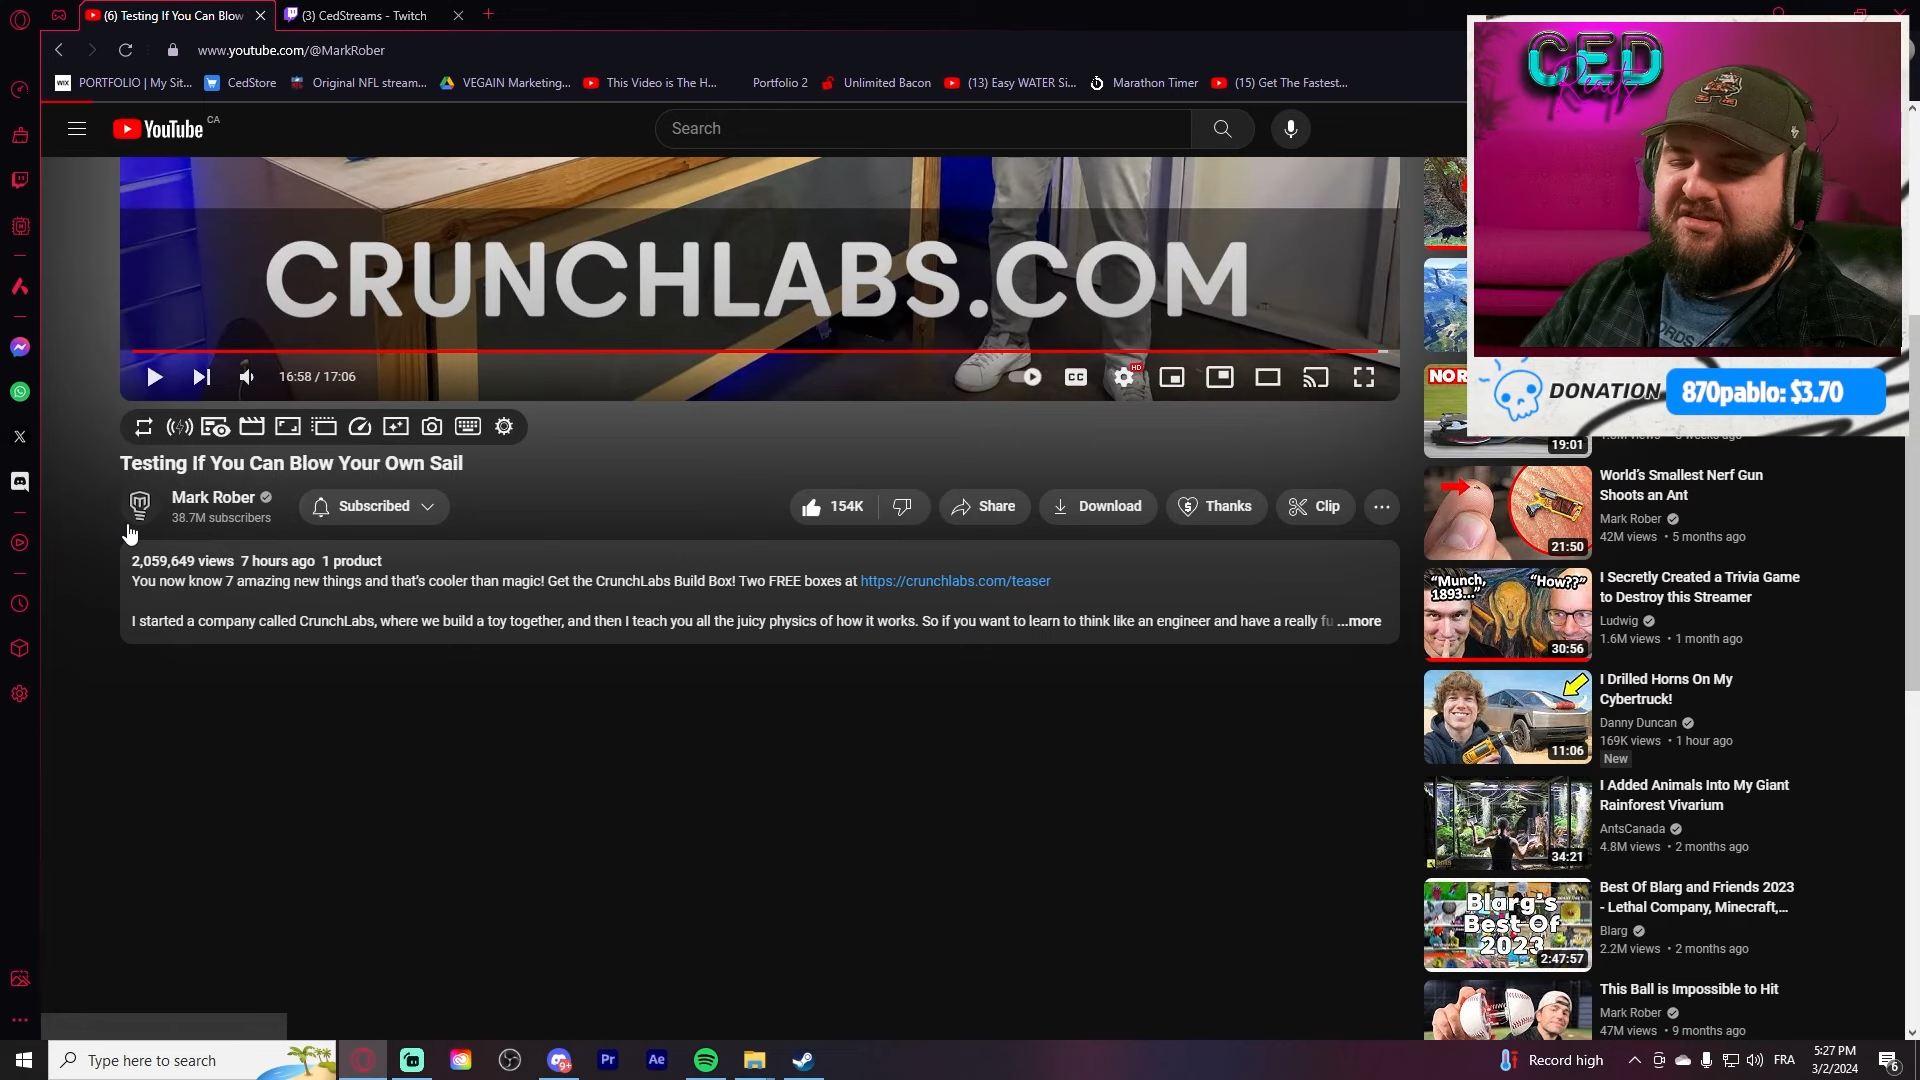 (6) Testing If You Can Blow
(3) CedStreams - Twitch
www.youtube.com/@MarkRober
WIX PORTFOLIO | My Sit...
CedStore
Original NFL stream...
VEGAIN Marketing,...
This Video is The H...
Portfolio 2
Unlimited Bacon
(13) Easy WATER Si...
Marathon Timer
(15) Get The Fastest...
YouTube CA
Search
CED
Reacts
CRUNCHLABS.COM
16:58 / 17:06
CC
HD
DONATION 870pablo: $3.70
Testing If You Can Blow Your Own Sail
Mark Rober
38.7M subscribers
Subscribed
154K
Share
Download
Thanks
Clip
2,059,649 views 7 hours ago 1 product
You now know 7 amazing new things and that's cooler than magic! Get the CrunchLabs Build Box! Two FREE boxes at https://crunchlabs.com/teaser
I started a company called CrunchLabs, where we build a toy together, and then I teach you all the juicy physics of how it works. So if you want to learn to think like an engineer and have a really fu ...more
19:01
World's Smallest Nerf Gun
Shoots an Ant
Mark Rober
42M views • 5 months ago
21:50
"Munch, 1893..."
"How??"
30:56
I Secretly Created a Trivia Game
to Destroy this Streamer
Ludwig
1.6M views • 1 month ago
11:06
I Drilled Horns On My
Cybertruck!
Danny Duncan
169K views • 1 hour ago
New
34:21
I Added Animals Into My Giant
Rainforest Vivarium
AntsCanada
4.8M views • 2 months ago
Blarg's
Best Of
2023
2:47:57
Best Of Blarg and Friends 2023
- Lethal Company, Minecraft,...
Blarg
2.2M views • 2 months ago
This Ball is Impossible to Hit
Mark Rober
47M views • 9 months ago
Type here to search
9+
Pr
Ae
Record high
FRA
5:27 PM
3/2/2024
6